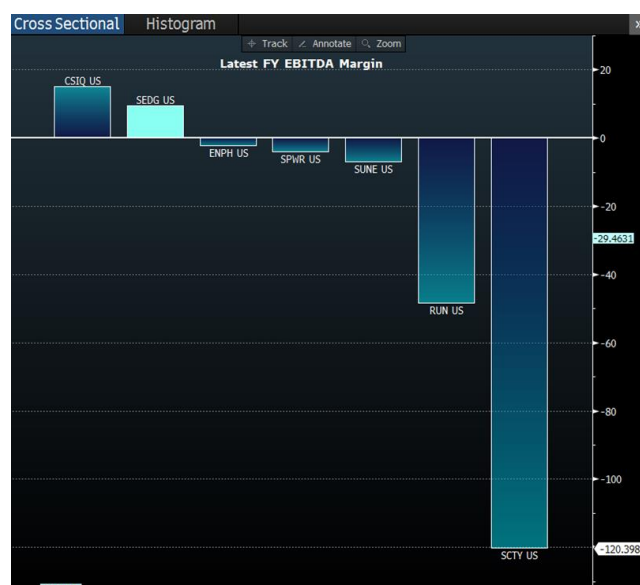 Cross Sectional Histogram »
Track Annotate Zoom
Latest FY EBITDA Margin
20
CSIQ US
SEDG US
0
ENPH US
SPWR US
SUNE US
-20
-29.4631
-40
RUN US
-60
-80
-100
-120.398
SCTY US